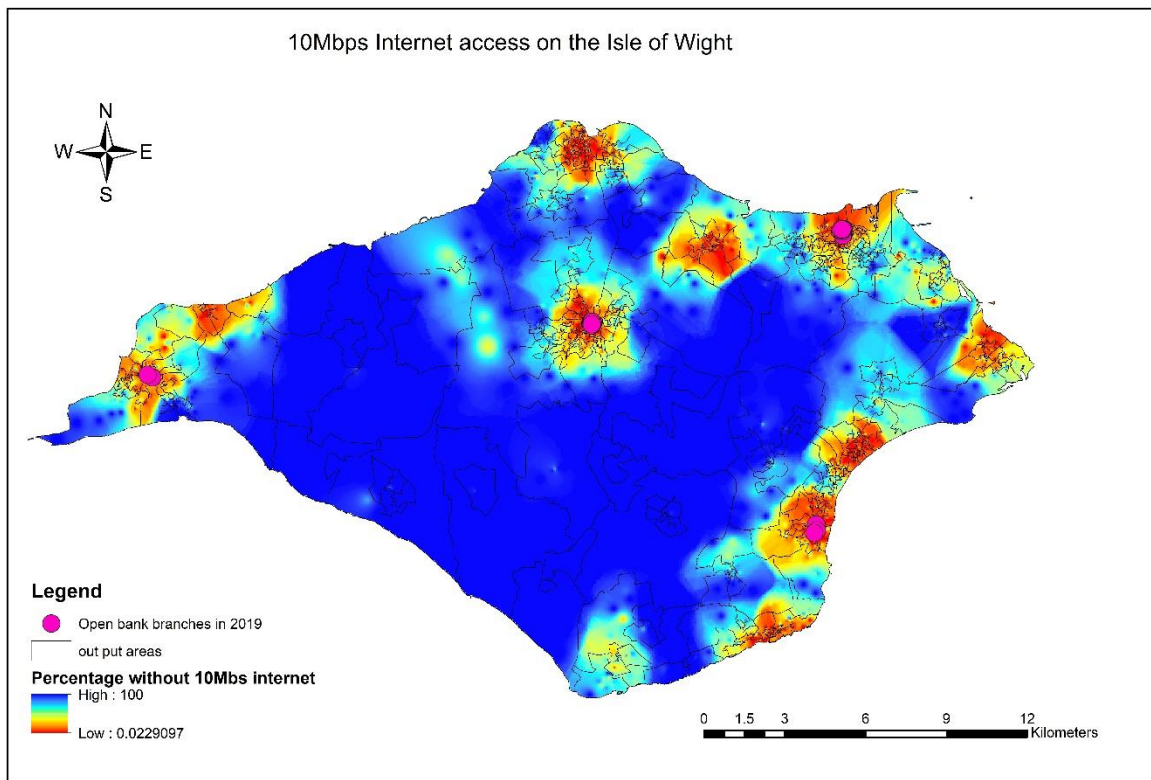 10Mbps Internet access on the Isle of Wight
N
W E
S
Legend
Open bank branches in 2019
out put areas
Percentage without 10Mbs internet
High : 100
Low : 0.0229097
0 1.5 3 6 9 12
Kilometers